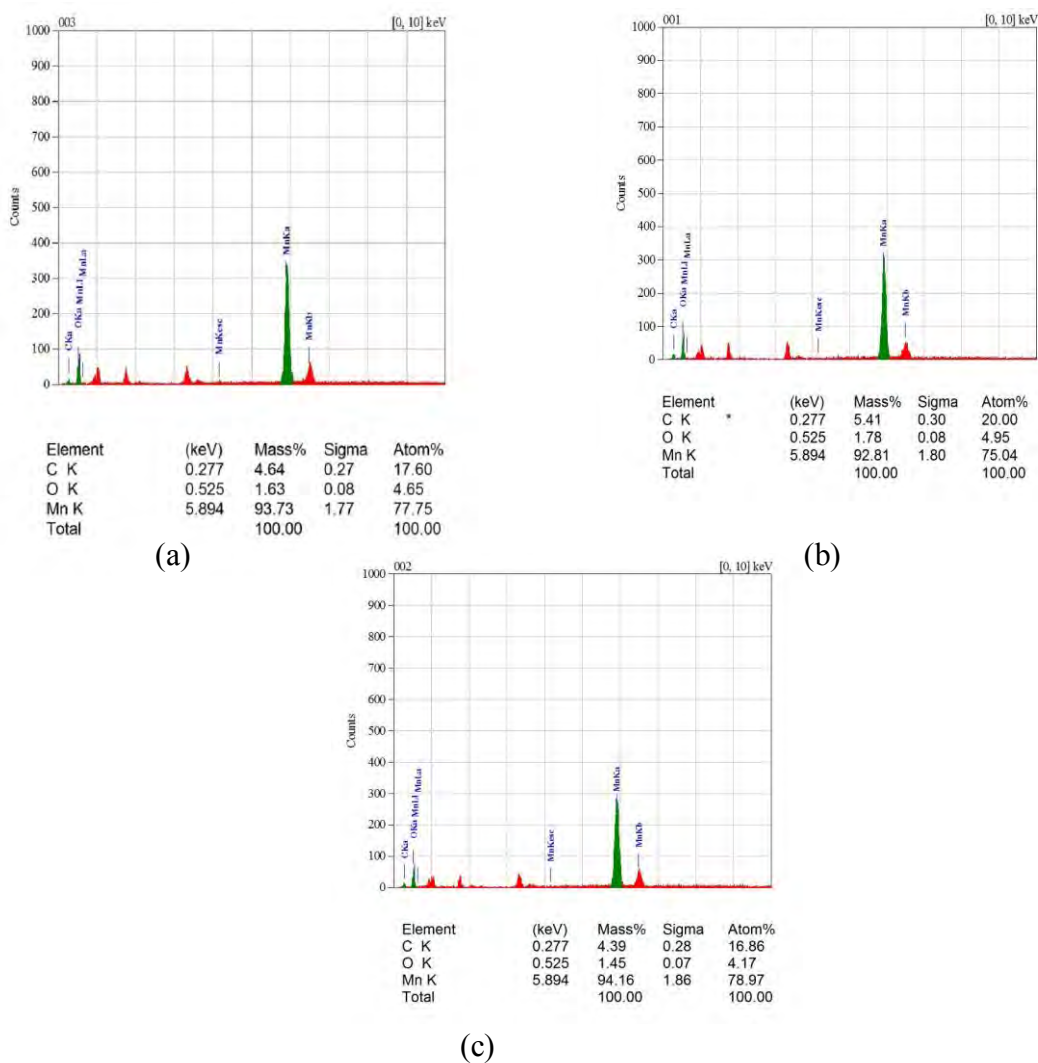 003
[0, 10] keV
1000
900
800
700
600
500
400
300
200
100
0
Counts
CKa
OKa MnLl MnLa
MnKesc
MnKa
MnKb
Element (keV) Mass% Sigma Atom%
C K 0.277 4.64 0.27 17.60
O K 0.525 1.63 0.08 4.65
Mn K 5.894 93.73 1.77 77.75
Total 100.00 100.00
(a)
001
[0, 10] keV
1000
900
800
700
600
500
400
300
200
100
0
Counts
CKa
OKa MnLl MnLa
MnKesc
MnKa
MnKb
Element (keV) Mass% Sigma Atom%
C K * 0.277 5.41 0.30 20.00
O K 0.525 1.78 0.08 4.95
Mn K 5.894 92.81 1.80 75.04
Total 100.00 100.00
(b)
002
[0, 10] keV
1000
900
800
700
600
500
400
300
200
100
0
Counts
CKa
OKa MnLl MnLa
MnKesc
MnKa
MnKb
Element (keV) Mass% Sigma Atom%
C K 0.277 4.39 0.28 16.86
O K 0.525 1.45 0.07 4.17
Mn K 5.894 94.16 1.86 78.97
Total 100.00 100.00
(c)